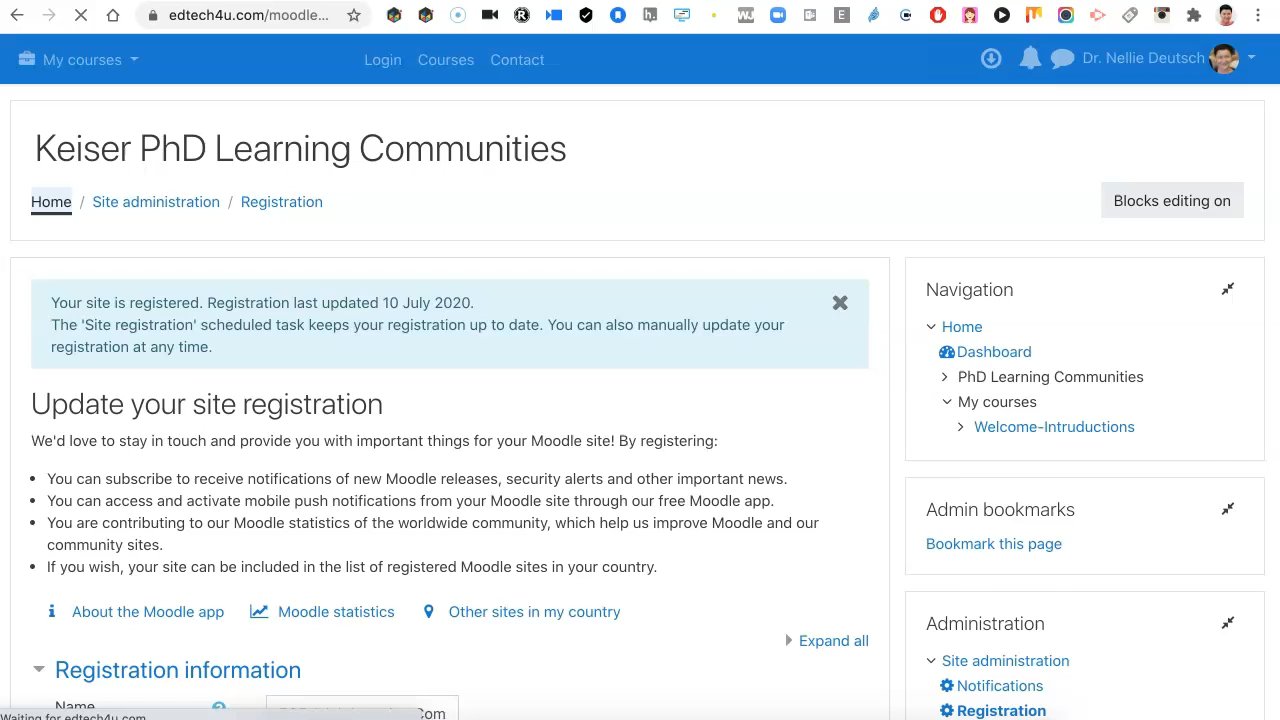 edtech4u.com/moodle...
My courses
Login Courses Contact
Dr. Nellie Deutsch
Keiser PhD Learning Communities
Home / Site administration / Registration
Blocks editing on
Your site is registered. Registration last updated 10 July 2020.
The 'Site registration' scheduled task keeps your registration up to date. You can also manually update your
registration at any time.
Update your site registration
We'd love to stay in touch and provide you with important things for your Moodle site! By registering:
You can subscribe to receive notifications of new Moodle releases, security alerts and other important news.
You can access and activate mobile push notifications from your Moodle site through our free Moodle app.
You are contributing to our Moodle statistics of the worldwide community, which help us improve Moodle and our
community sites.
If you wish, your site can be included in the list of registered Moodle sites in your country.
About the Moodle app Moodle statistics Other sites in my country
Expand all
Registration information
Name
Waiting for edtech4u.com
Navigation
Home
Dashboard
PhD Learning Communities
My courses
Welcome-Intruductions
Admin bookmarks
Bookmark this page
Administration
Site administration
Notifications
Registration